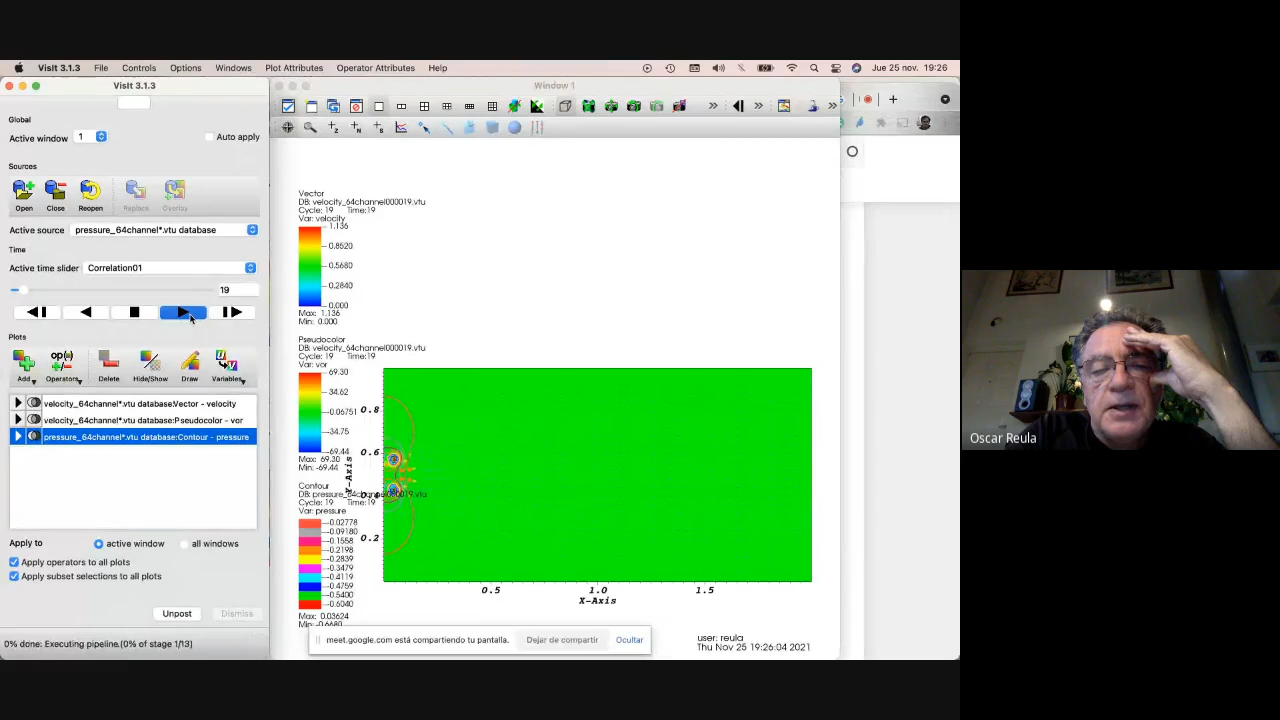 VisIt 3.1.3 File Controls Options Windows Plot Attributes Operator Attributes Help Jue 25 nov. 19:26
VisIt 3.1.3
Window 1
Global
Active window 1 Auto apply
Sources
Open Close Reopen Replace Overlay
Active source pressure_64channel*.vtu database
Time
Active time slider Correlation01
19
Plots
Add Operators Delete Hide/Show Draw Variables
velocity_64channel*.vtu database:Vector - velocity
velocity_64channel*.vtu database:Pseudocolor - vor
pressure_64channel*.vtu database:Contour - pressure
Apply to active window all windows
Apply operators to all plots
Apply subset selections to all plots
Unpost Dismiss
0% done: Executing pipeline.(0% of stage 1/13)
Vector
DB: velocity_64channel000019.vtu
Cycle: 19 Time:19
Var: velocity
1.136
0.8520
0.5680
0.2840
0.000
Max: 1.136
Min: 0.000
Pseudocolor
DB: velocity_64channel000019.vtu
Cycle: 19 Time:19
Var: vor
69.30
34.62
-0.06751
-34.75
-69.44
Max: 69.30
Min: -69.44
Contour
DB: pressure_64channel000019.vtu
Cycle: 19 Time:19
Var: pressure
-0.02778
-0.09180
-0.1558
-0.2198
-0.2839
-0.3479
-0.4119
-0.4759
-0.5400
-0.6040
Max: 0.03624
Min: -0.6680
0.8
0.6
0.4
0.2
Y-Axis
0.5 1.0 1.5
X-Axis
meet.google.com está compartiendo tu pantalla. Dejar de compartir Ocultar
user: reula
Thu Nov 25 19:26:04 2021
Oscar Reula